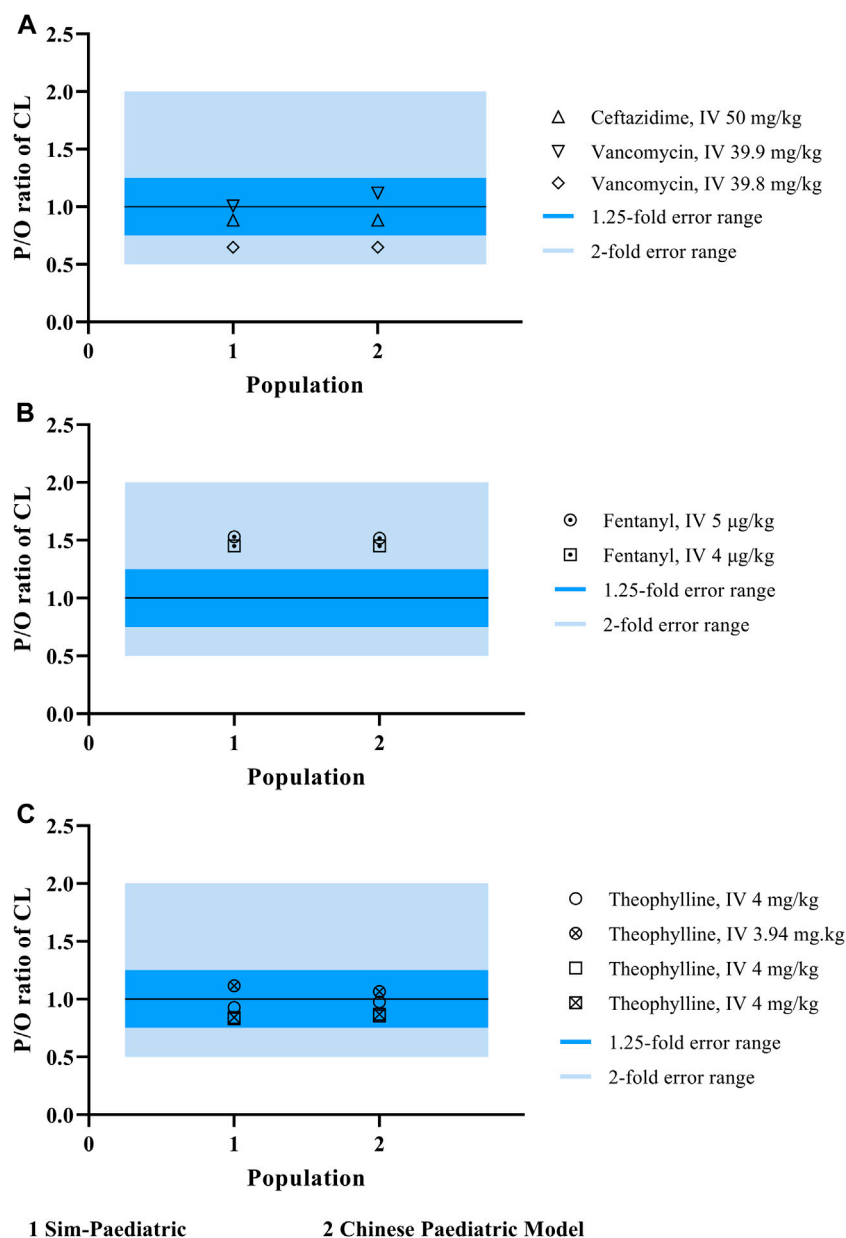 A
P/O ratio of CL
2.5
2.0
1.5
1.0
0.5
0.0
0
1
2
Population
Ceftazidime, IV 50 mg/kg
Vancomycin, IV 39.9 mg/kg
Vancomycin, IV 39.8 mg/kg
1.25-fold error range
2-fold error range
B
P/O ratio of CL
2.5
2.0
1.5
1.0
0.5
0.0
0
1
2
Population
Fentanyl, IV 5 µg/kg
Fentanyl, IV 4 µg/kg
1.25-fold error range
2-fold error range
C
P/O ratio of CL
2.5
2.0
1.5
1.0
0.5
0.0
0
1
2
Population
Theophylline, IV 4 mg/kg
Theophylline, IV 3.94 mg.kg
Theophylline, IV 4 mg/kg
Theophylline, IV 4 mg/kg
1.25-fold error range
2-fold error range
1 Sim-Paediatric
2 Chinese Paediatric Model